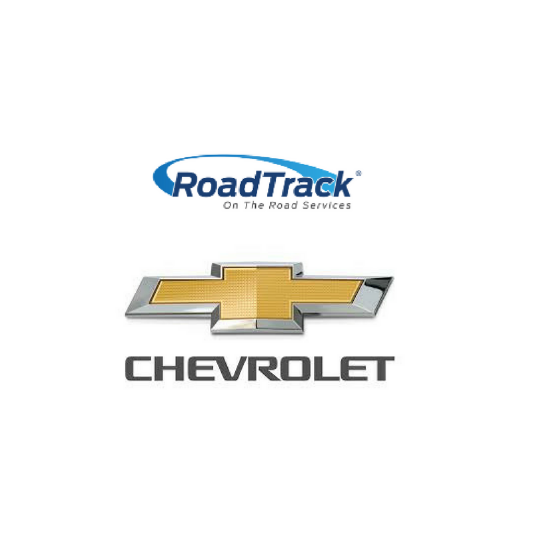 RoadTrack®
On The Road Services
CHEVROLET